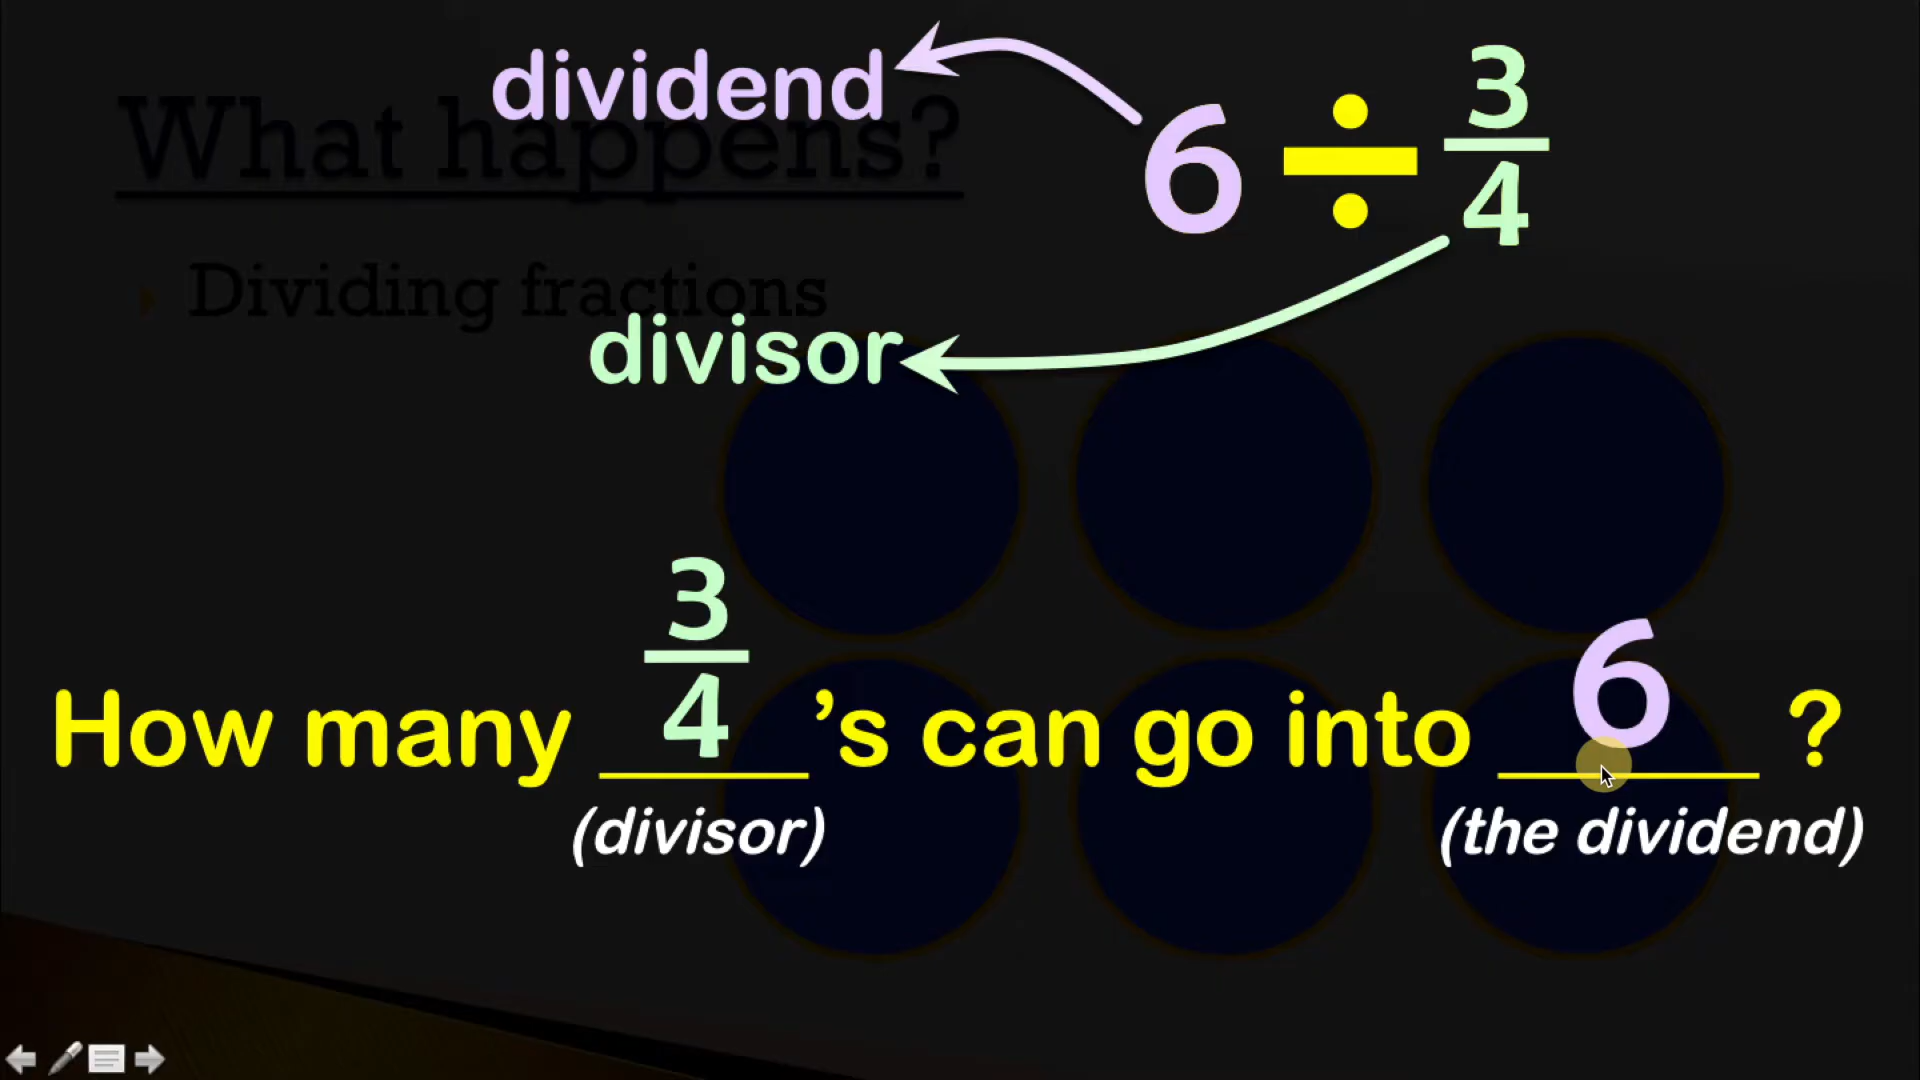 dividend
6 ÷ 3/4
What happens?
Dividing fractions
divisor
How many 3/4 's can go into 6 ?
(divisor) (the dividend)